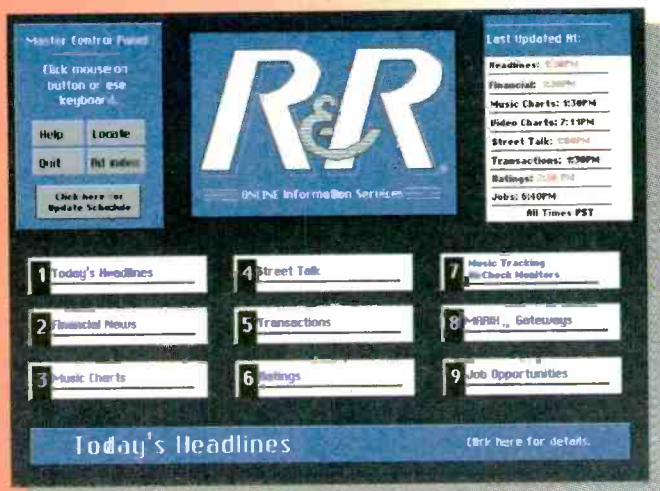 Master Control Panel
Click mouse on
button or use
keyboard.
Help
Locate
Quit
Ad Index
Click here for
Update Schedule
R&R
ONLINE Information Services
Last Updated At:
Headlines:
Financial:
Music Charts: 1:30PM
Video Charts: 7:11PM
Street Talk:
Transactions: 1:30PM
Ratings:
Jobs: 6:40PM
All Times PST
1 Today's Headlines
2 Financial News
3 Music Charts
4 Street Talk
5 Transactions
6 Ratings
7 Music Tracking
ReCheck Monitors
8 Gateways
9 Job Opportunities
Today's Headlines
Click here for details.